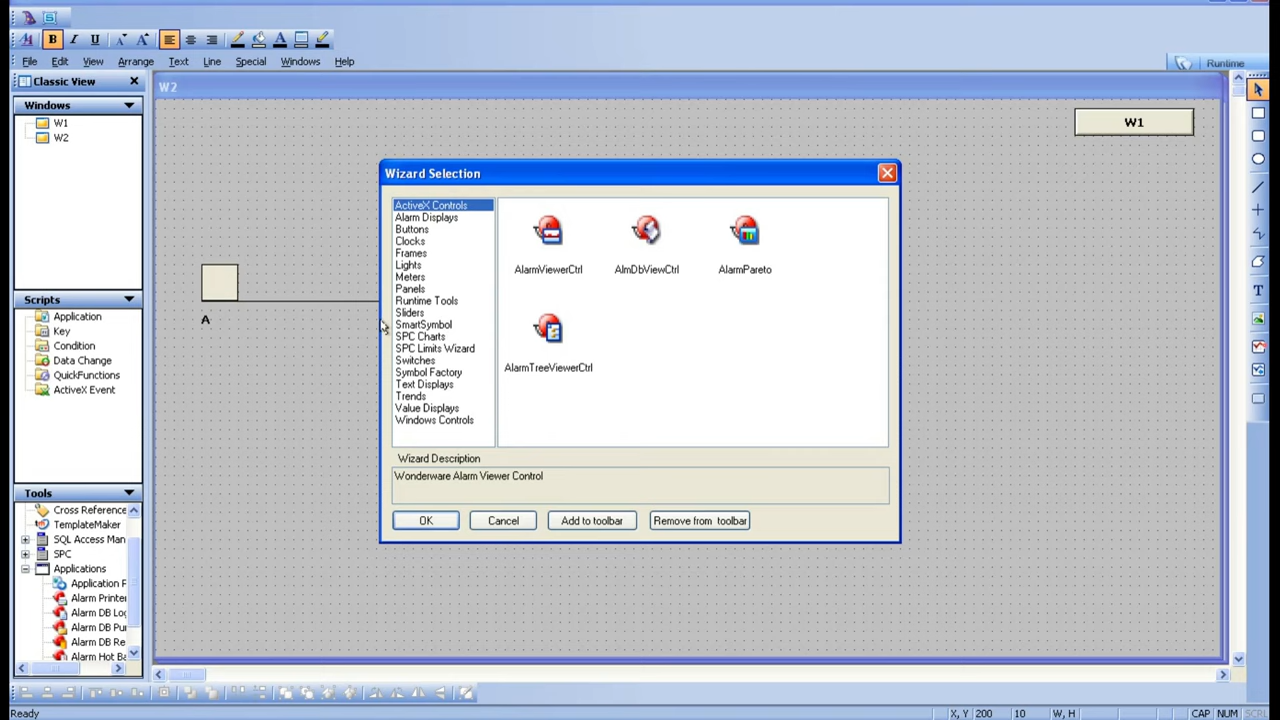 B I U
File Edit View Arrange Text Line Special Windows Help
Runtime
Classic View
W2
Windows
W1
W2
W1
Scripts
Application
Key
Condition
Data Change
QuickFunctions
ActiveX Event
A
Tools
Cross Reference
TemplateMaker
SQL Access Man
SPC
Applications
Application F
Alarm Printer
Alarm DB Log
Alarm DB Pur
Alarm DB Re
Alarm Hot Ba
Wizard Selection
ActiveX Controls
Alarm Displays
Buttons
Clocks
Frames
Lights
Meters
Panels
Runtime Tools
Sliders
SmartSymbol
SPC Charts
SPC Limits Wizard
Switches
Symbol Factory
Text Displays
Trends
Value Displays
Windows Controls
AlarmViewerCtrl AlmDbViewCtrl AlarmPareto
AlarmTreeViewerCtrl
Wizard Description
Wonderware Alarm Viewer Control
OK Cancel Add to toolbar Remove from toolbar
Ready X, Y 200 10 W, H CAP NUM SCRL